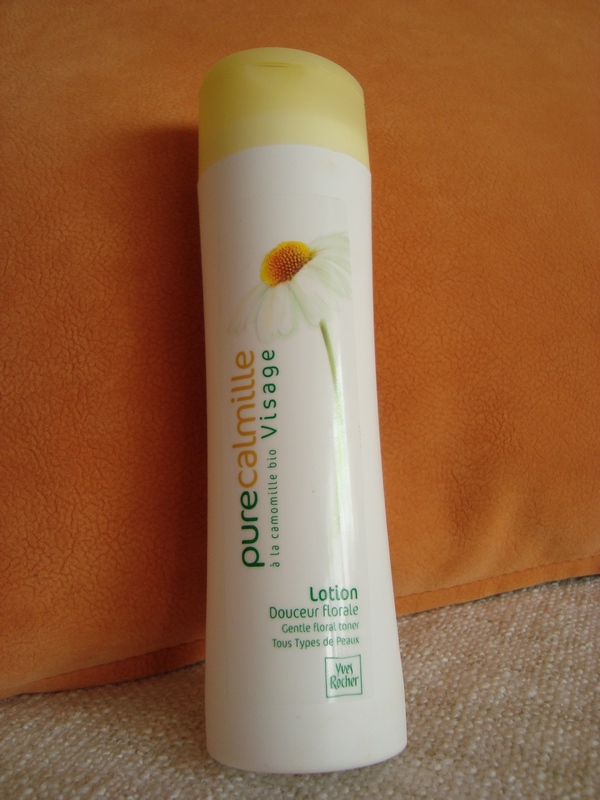 purecalmille
à la camomille bio Visage
Lotion
Douceur florale
Gentle floral toner
Tous Types de Peaux
Yves
Rocher